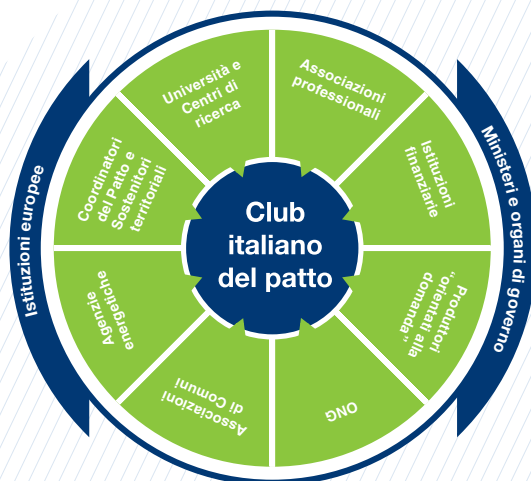 Club
italiano
del patto
Associazioni
professionali
Istituzioni
finanziarie
Produttori
"orientati alla
domanda"
ONG
Associazioni
di Comuni
Agenzie
energetiche
Coordinatori
del Patto e
Sostenitori
territoriali
Università e
Centri di
ricerca
Istituzioni europee
Ministeri e organi di governo